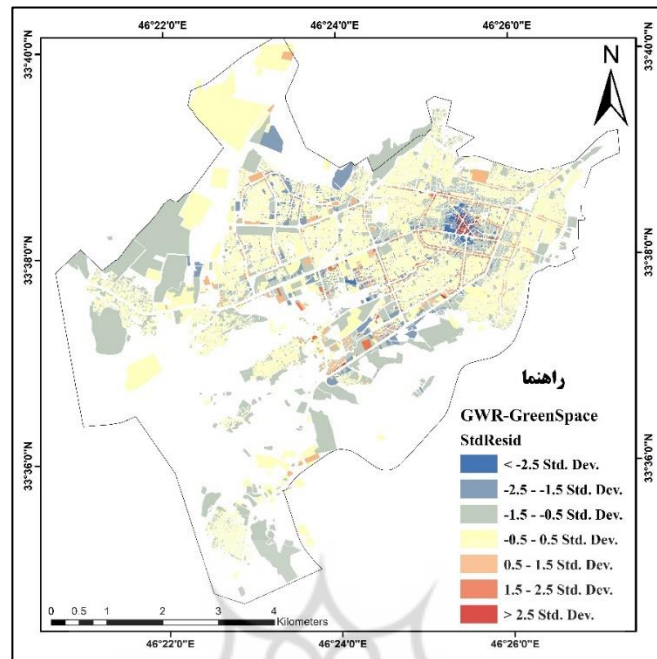 46°22'0"E 46°24'0"E 46°26'0"E
N
33°40'0"N 33°40'0"N
33°38'0"N 33°38'0"N
33°36'0"N 33°36'0"N
راهنما
GWR-GreenSpace
StdResid
< -2.5 Std. Dev.
-2.5 - -1.5 Std. Dev.
-1.5 - -0.5 Std. Dev.
-0.5 - 0.5 Std. Dev.
0.5 - 1.5 Std. Dev.
1.5 - 2.5 Std. Dev.
> 2.5 Std. Dev.
0 0.5 1 2 3 4
Kilometers
46°22'0"E 46°24'0"E 46°26'0"E